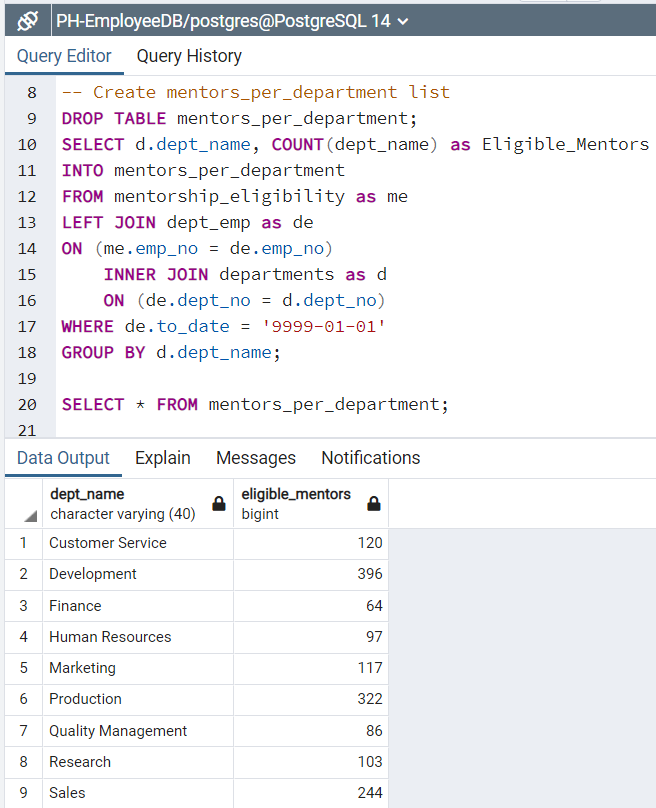 PH-EmployeeDB/postgres@PostgreSQL 14
Query Editor Query History
8 -- Create mentors_per_department list
9 DROP TABLE mentors_per_department;
10 SELECT d.dept_name, COUNT(dept_name) as Eligible_Mentors
11 INTO mentors_per_department
12 FROM mentorship_eligibility as me
13 LEFT JOIN dept_emp as de
14 ON (me.emp_no = de.emp_no)
15 INNER JOIN departments as d
16 ON (de.dept_no = d.dept_no)
17 WHERE de.to_date = '9999-01-01'
18 GROUP BY d.dept_name;
19
20 SELECT * FROM mentors_per_department;
21
Data Output Explain Messages Notifications
dept_name eligible_mentors
character varying (40) bigint
1 Customer Service 120
2 Development 396
3 Finance 64
4 Human Resources 97
5 Marketing 117
6 Production 322
7 Quality Management 86
8 Research 103
9 Sales 244